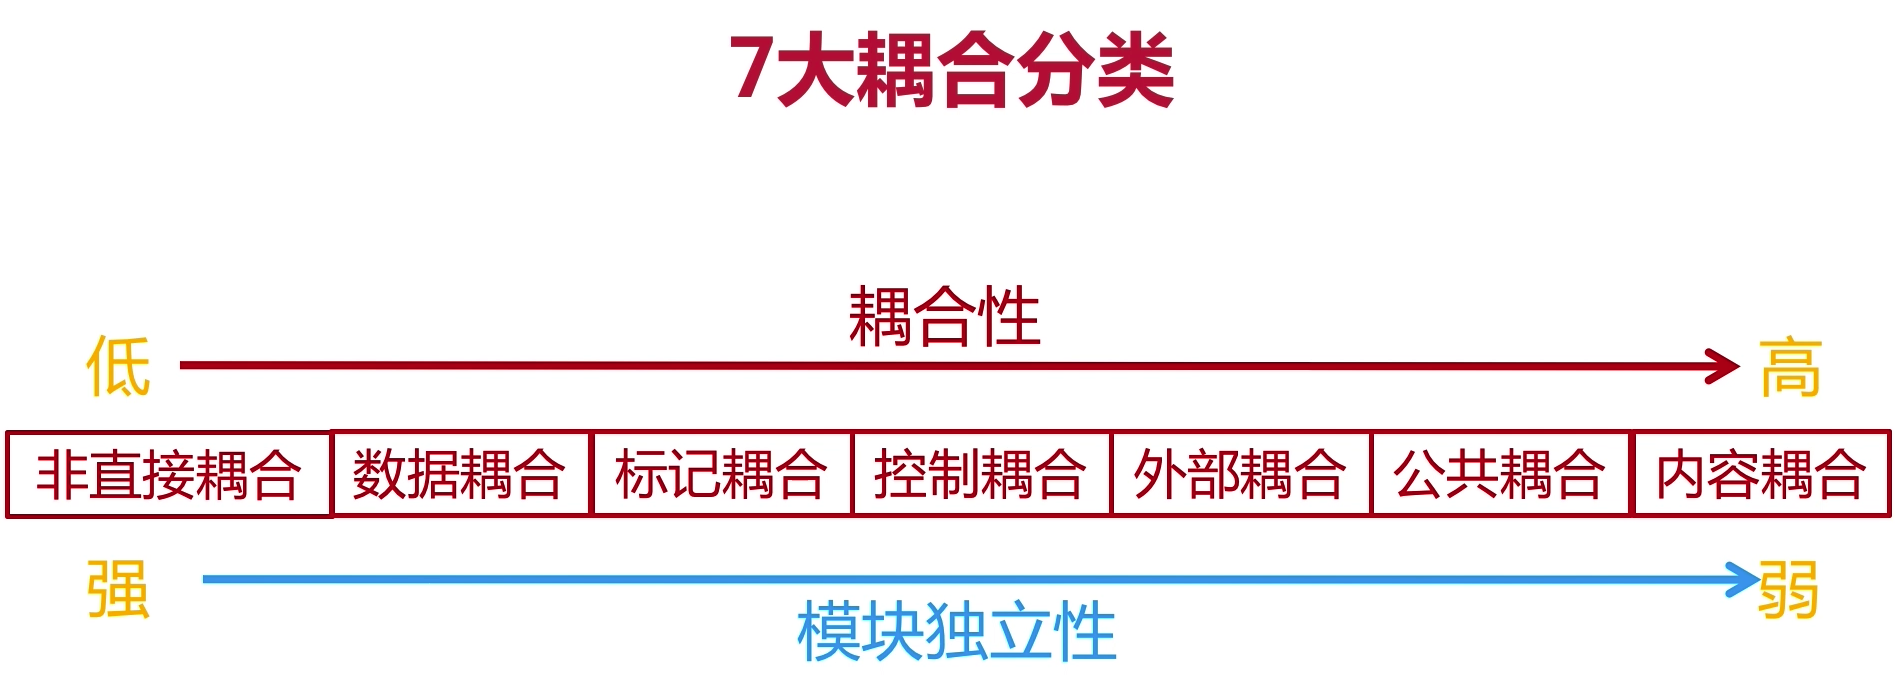 7大耦合分类
耦合性
低 高
非直接耦合 数据耦合 标记耦合 控制耦合 外部耦合 公共耦合 内容耦合
强 弱
模块独立性